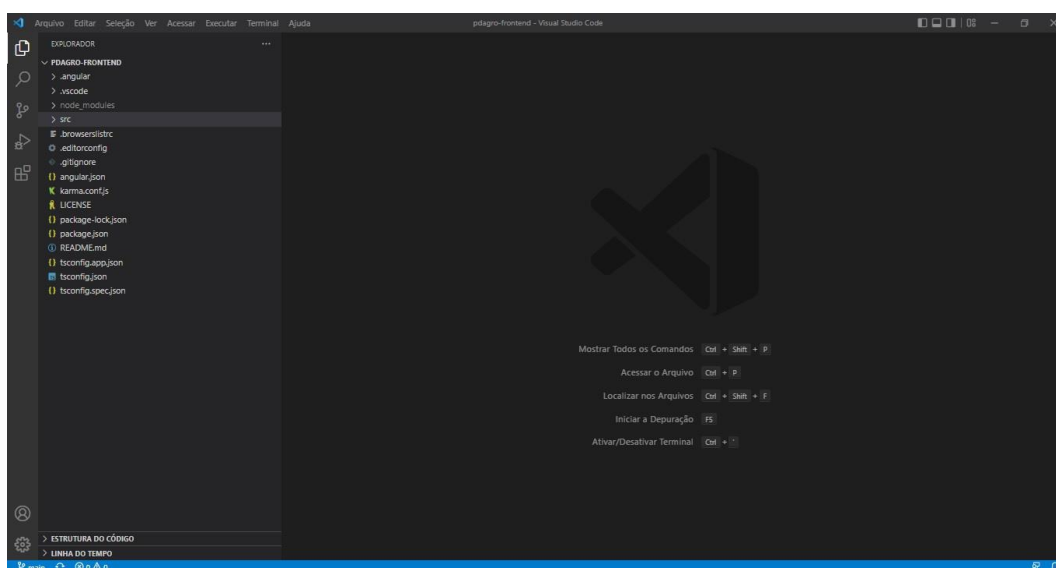 Arquivo Editar Seleção Ver Acessar Executar Terminal Ajuda
pdagro-frontend - Visual Studio Code
EXPLORADOR
PDAGRO-FRONTEND
.angular
.vscode
node_modules
src
.browserslistrc
.editorconfig
.gitignore
angular.json
karma.conf.js
LICENSE
package-lock.json
package.json
README.md
tsconfig.app.json
tsconfig.json
tsconfig.spec.json
Mostrar Todos os Comandos Ctrl + Shift + P
Acessar o Arquivo Ctrl + P
Localizar nos Arquivos Ctrl + Shift + F
Iniciar a Depuração F5
Ativar/Desativar Terminal Ctrl + '
ESTRUTURA DO CÓDIGO
LINHA DO TEMPO
main 0 0